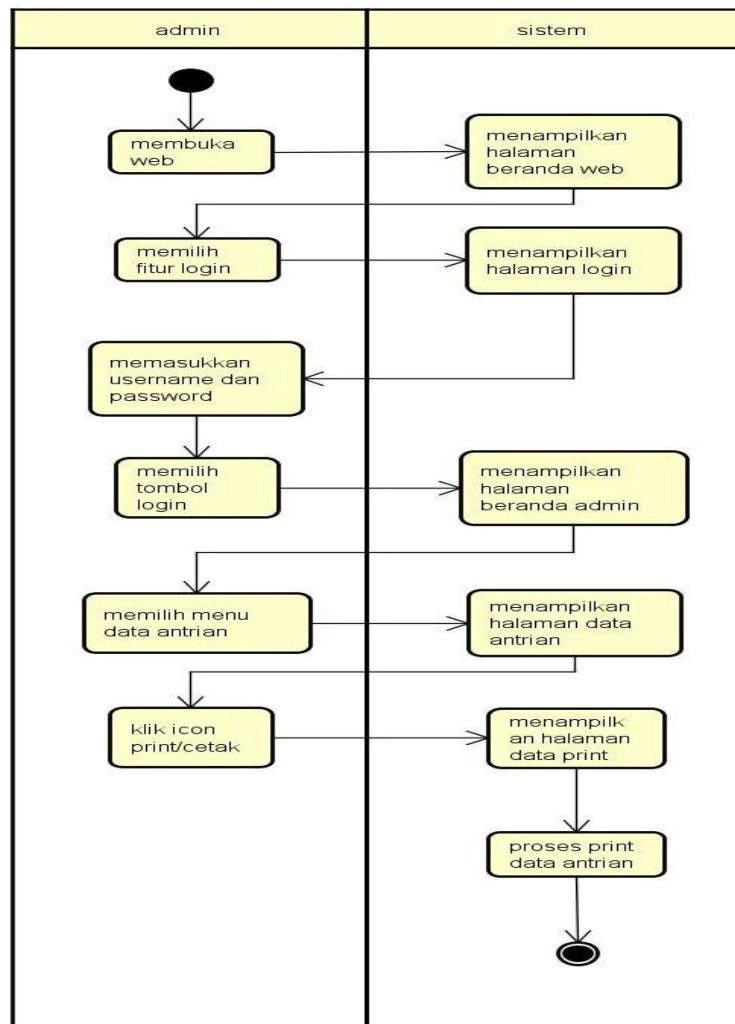 admin
sistem
membuka
web
menampilkan
halaman
beranda web
memilih
fitur login
menampilkan
halaman login
memasukkan
username dan
password
memilih
tombol
login
menampilkan
halaman
beranda admin
memilih menu
data antrian
menampilkan
halaman data
antrian
klik icon
print/cetak
menampilk
an halaman
data print
proses print
data antrian